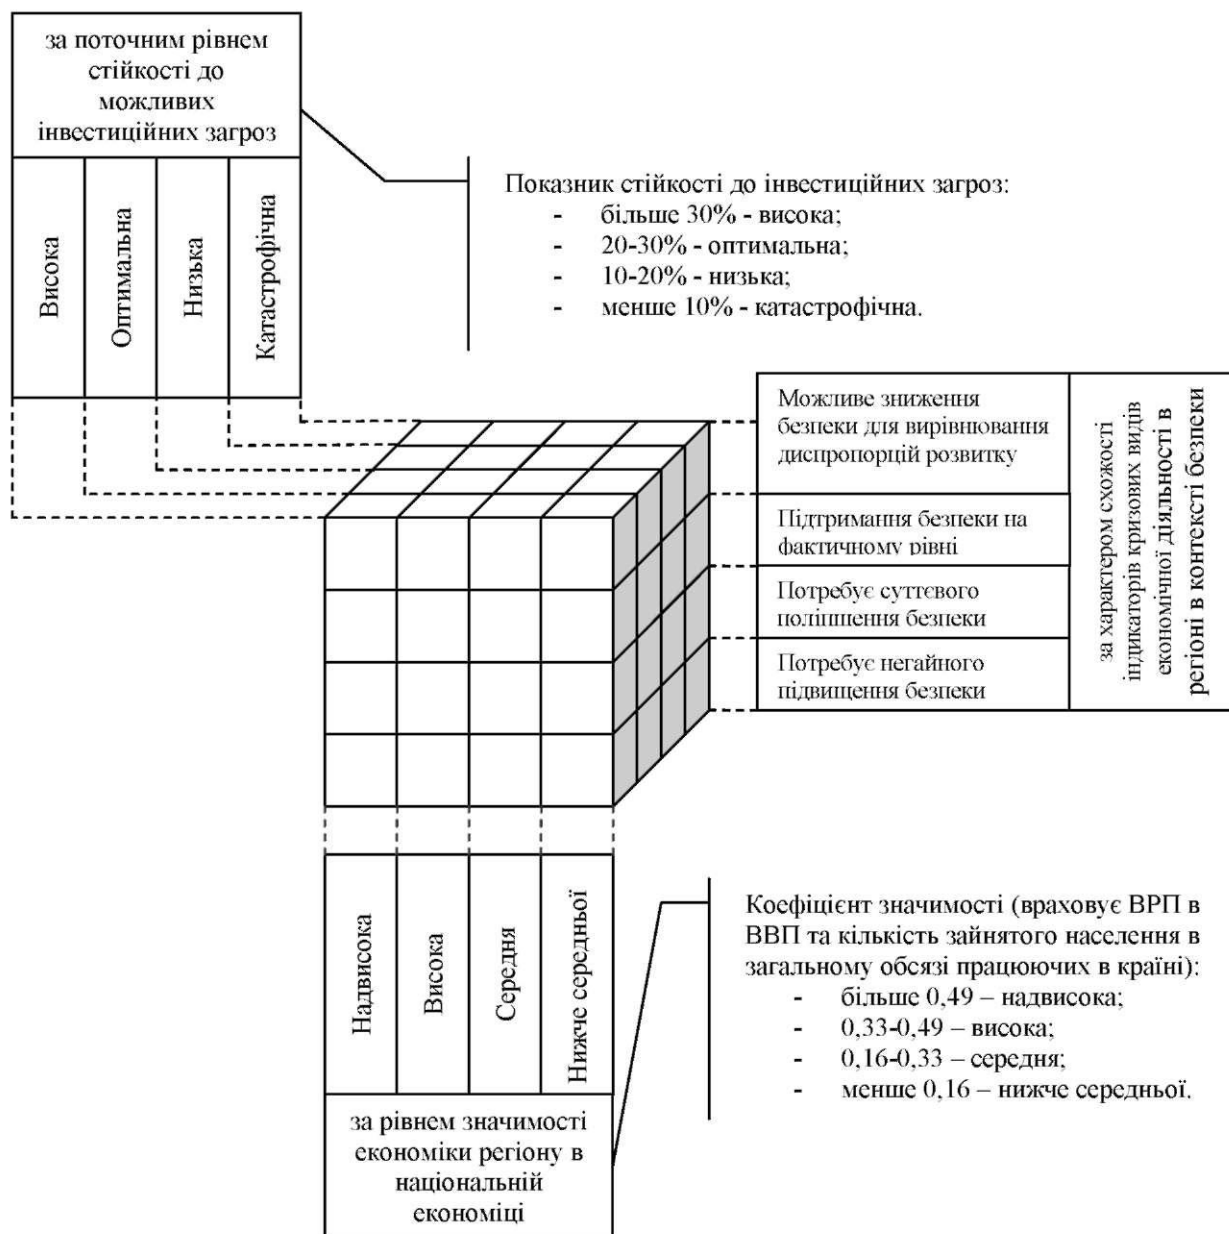 за поточним рівнем
стійкості до
можливих
інвестиційних загроз
Висока
Оптимальна
Низька
Катастрофічна
Показник стійкості до інвестиційних загроз:
- більше 30% - висока;
- 20-30% - оптимальна;
- 10-20% - низька;
- менше 10% - катастрофічна.
Можливе зниження
безпеки для вирівнювання
диспропорцій розвитку
Підтримання безпеки на
фактичному рівні
Потребує суттєвого
поліпшення безпеки
Потребує негайного
підвищення безпеки
за характером схожості
індикаторів кризових видів
економічної діяльності в
регіоні в контексті безпеки
Надвисока
Висока
Середня
Нижче середньої
за рівнем значимості
економіки регіону в
національній
економіці
Коефіцієнт значимості (враховує ВРП в
ВВП та кількість зайнятого населення в
загальному обсязі працюючих в країні):
- більше 0,49 – надвисока;
- 0,33-0,49 – висока;
- 0,16-0,33 – середня;
- менше 0,16 – нижче середньої.